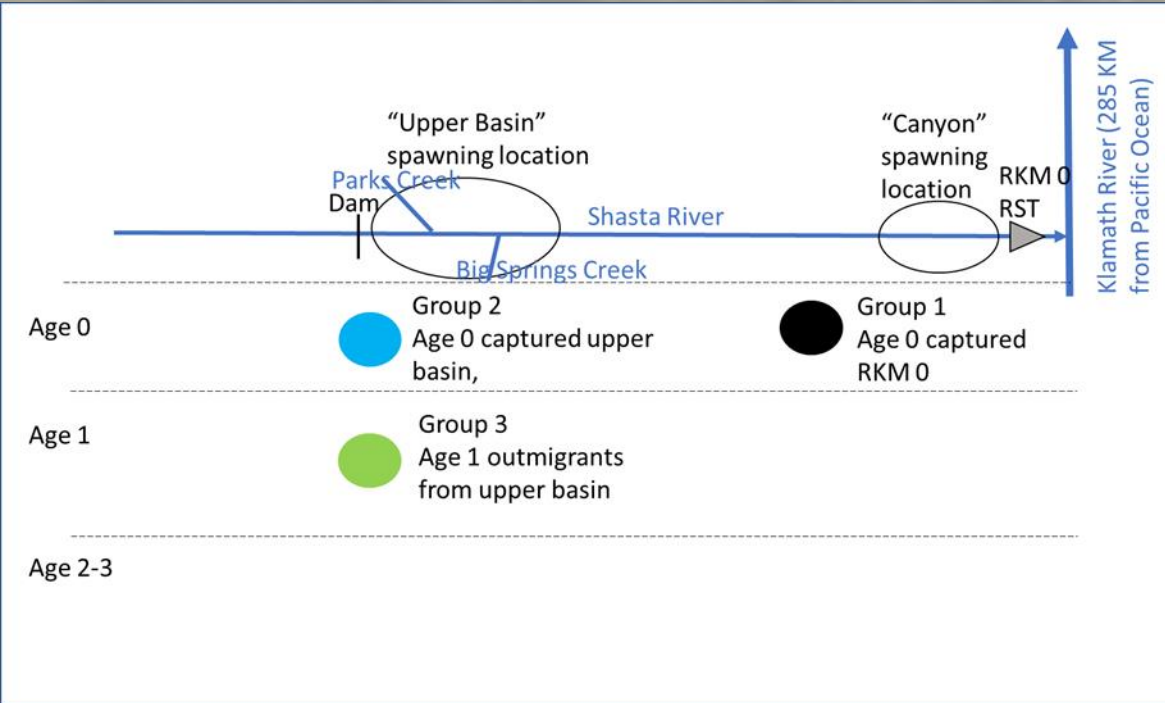 “Upper Basin”
spawning location
Parks Creek
Dam
Shasta River
Big Springs Creek
“Canyon”
spawning
location
RKM 0
RST
Klamath River (285 KM
from Pacific Ocean)
Age 0
Group 2
Age 0 captured upper
basin,
Group 1
Age 0 captured
RKM 0
Age 1
Group 3
Age 1 outmigrants
from upper basin
Age 2-3